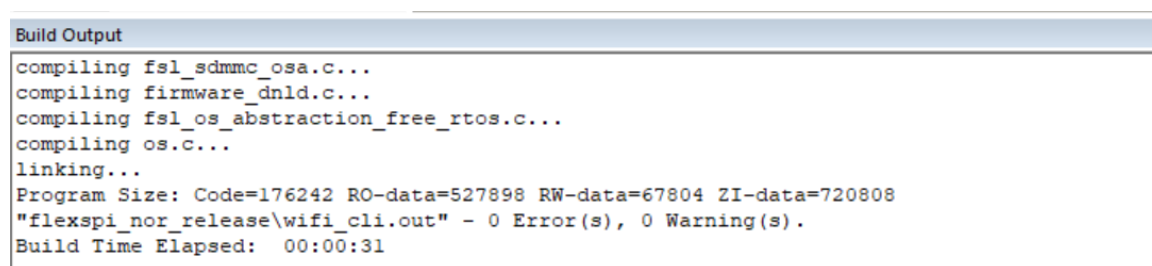 Build Output
compiling fsl_sdmmc_osa.c...
compiling firmware_dnld.c...
compiling fsl_os_abstraction_free_rtos.c...
compiling os.c...
linking...
Program Size: Code=176242 RO-data=527898 RW-data=67804 ZI-data=720808
"flexspi_nor_release\wifi_cli.out" - 0 Error(s), 0 Warning(s).
Build Time Elapsed:  00:00:31